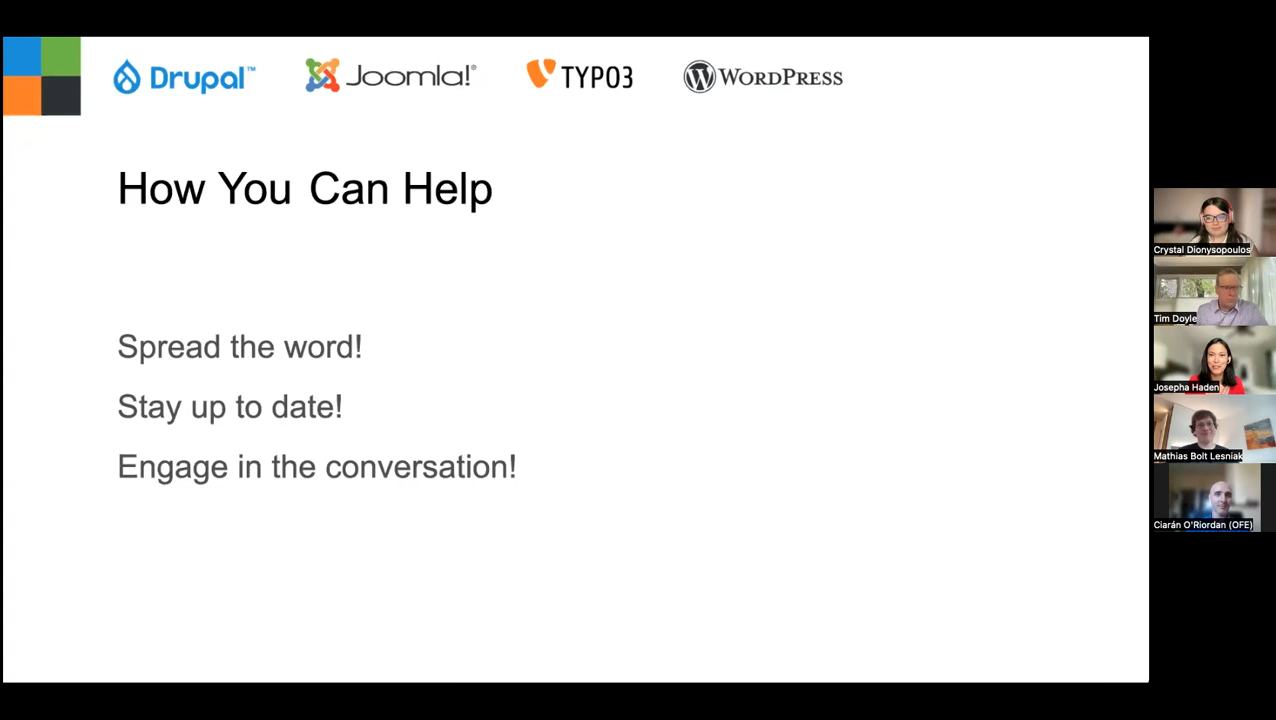 Drupal™
Joomla!®
TYPO3
WORDPRESS
How You Can Help
Spread the word!
Stay up to date!
Engage in the conversation!
Crystal Dionysopoulos
Tim Doyle
Josepha Haden
Mathias Bolt Lesniak
Ciarán O'Riordan (OFE)